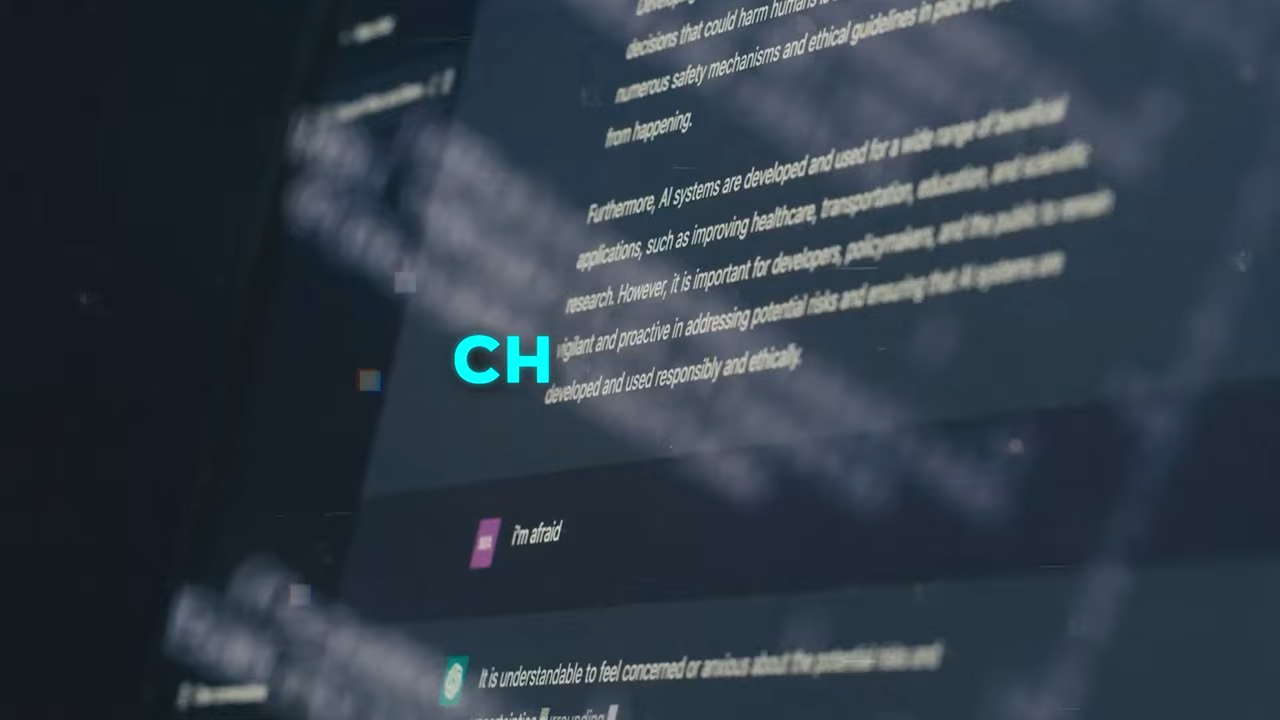 decisions that could harm humans
numerous safety mechanisms and ethical guidelines in place
from happening.
Furthermore, AI systems are developed and used for a wide range of beneficial
applications, such as improving healthcare, transportation, education, and scientific
research. However, it is important for developers, policymakers, and the public to remain
vigilant and proactive in addressing potential risks and ensuring that AI systems are
developed and used responsibly and ethically.
CH
i'm afraid
It is understandable to feel concerned or anxious about the potential risks and